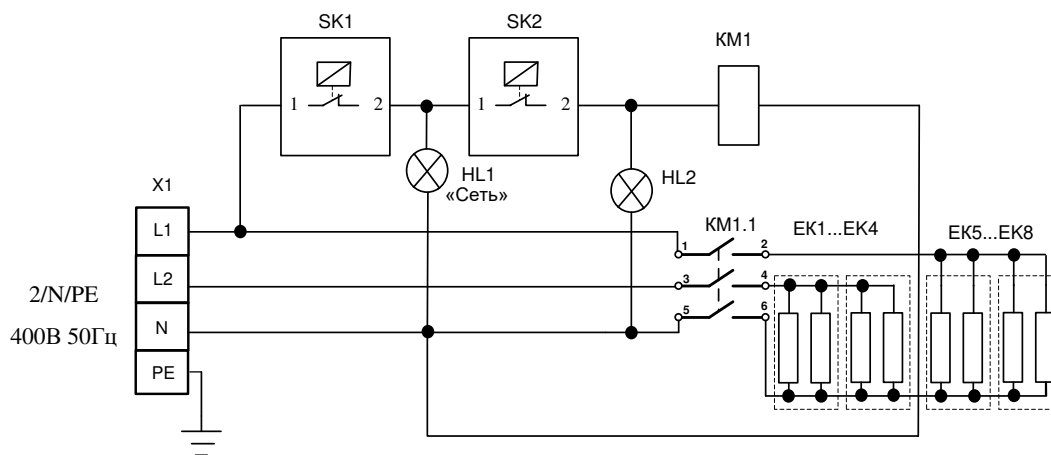 SK1
SK2
KM1
1
2
1
2
HL1
«Сеть»
HL2
X1
L1
L2
N
PE
2/N/PE
400В 50Гц
KM1.1
1
2
3
4
5
6
EK1...EK4
EK5...EK8